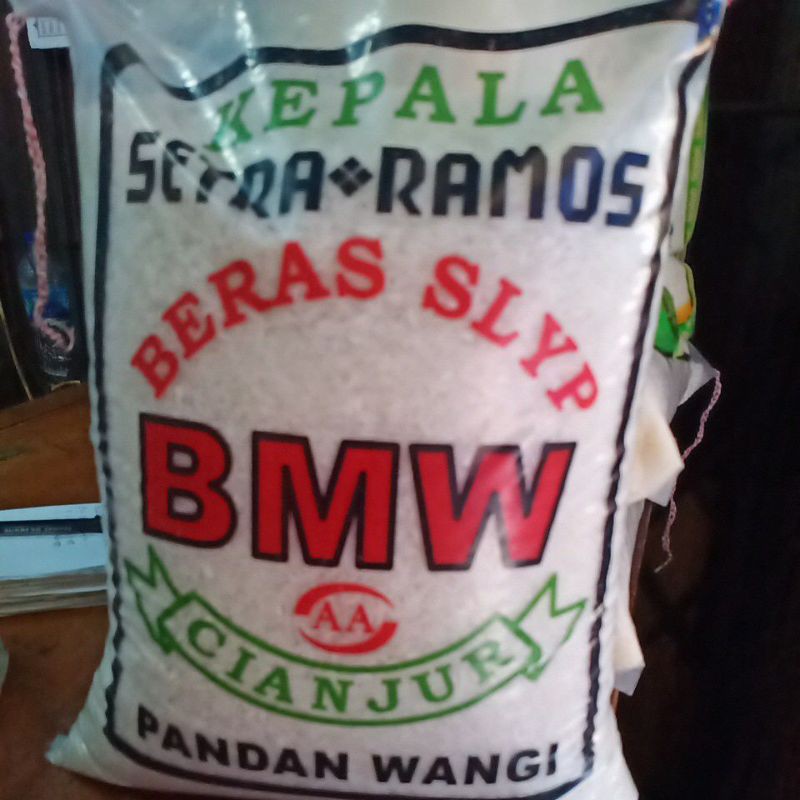 KEPALA
SETRA❖RAMOS
BERAS SLYP
BMW
AA
CIANJUR
PANDAN WANGI